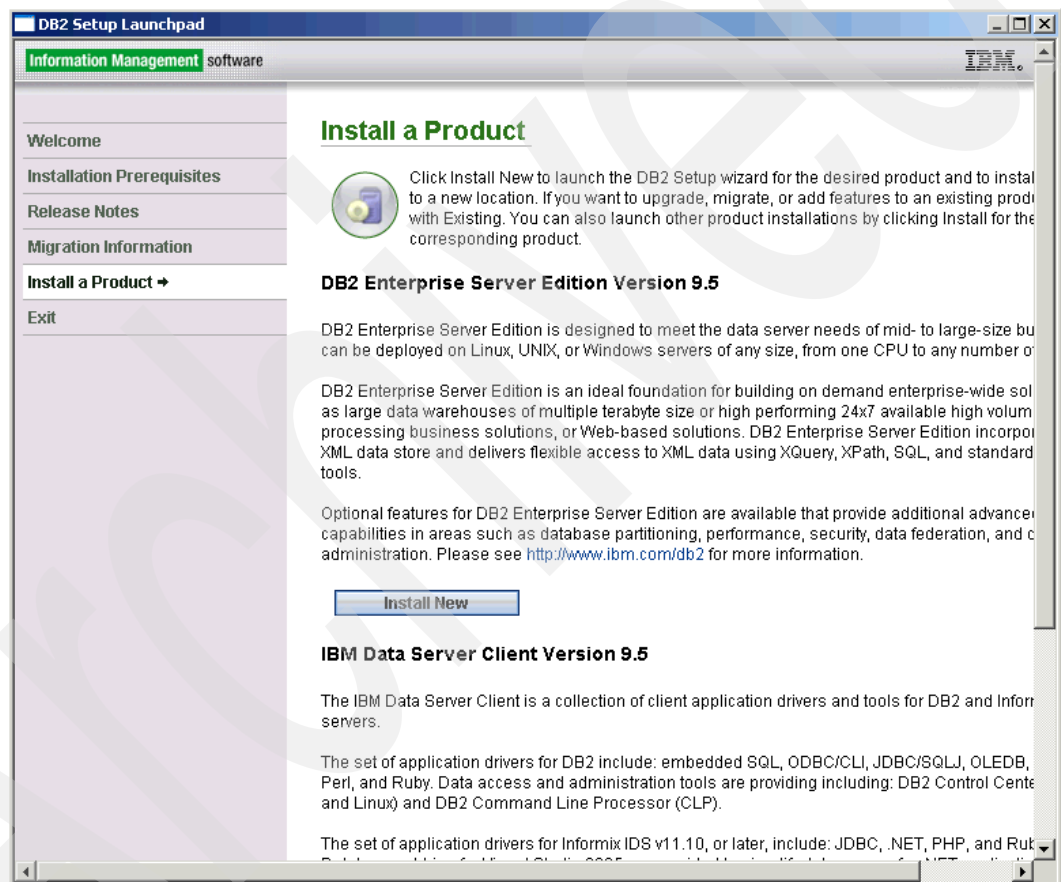 DB2 Setup Launchpad
Information Management software
IBM.
Welcome
Installation Prerequisites
Release Notes
Migration Information
Install a Product
Exit
Install a Product
Click Install New to launch the DB2 Setup wizard for the desired product and to instal
to a new location. If you want to upgrade, migrate, or add features to an existing prod
with Existing. You can also launch other product installations by clicking Install for the
corresponding product.
DB2 Enterprise Server Edition Version 9.5
DB2 Enterprise Server Edition is designed to meet the data server needs of mid- to large-size bu
can be deployed on Linux, UNIX, or Windows servers of any size, from one CPU to any number o
DB2 Enterprise Server Edition is an ideal foundation for building on demand enterprise-wide sol
as large data warehouses of multiple terabyte size or high performing 24x7 available high volum
processing business solutions, or Web-based solutions. DB2 Enterprise Server Edition incorpo
XML data store and delivers flexible access to XML data using XQuery, XPath, SQL, and standard
tools.
Optional features for DB2 Enterprise Server Edition are available that provide additional advance
capabilities in areas such as database partitioning, performance, security, data federation, and
administration. Please see http://www.ibm.com/db2 for more information.
Install New
IBM Data Server Client Version 9.5
The IBM Data Server Client is a collection of client application drivers and tools for DB2 and Infor
servers.
The set of application drivers for DB2 include: embedded SQL, ODBC/CLI, JDBC/SQLJ, OLEDB,
Perl, and Ruby. Data access and administration tools are providing including: DB2 Control Cente
and Linux) and DB2 Command Line Processor (CLP).
The set of application drivers for Informix IDS v11.10, or later, include: JDBC, .NET, PHP, and Rub